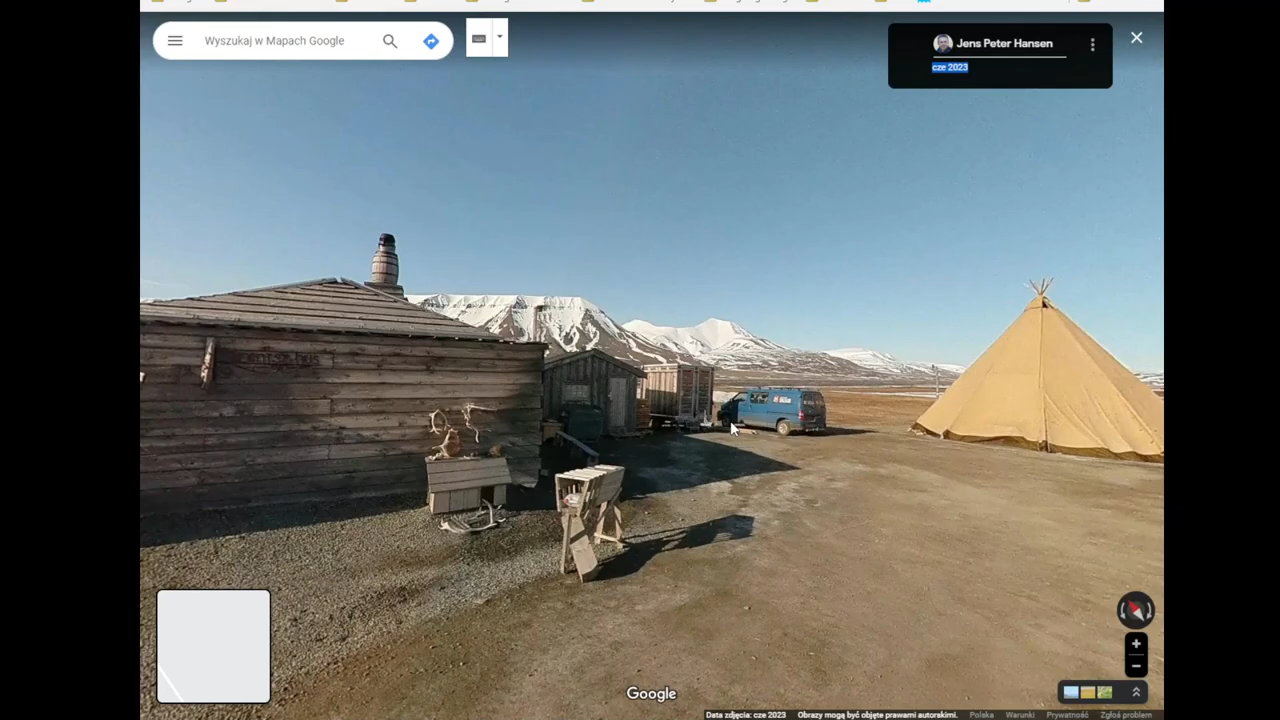 Wyszukaj w Mapach Google
Jens Peter Hansen
cze 2023
Google
Data zdjęcia: cze 2023 Obrazy mogą być objęte prawami autorskimi. Polska Warunki Prywatność Zgłoś problem